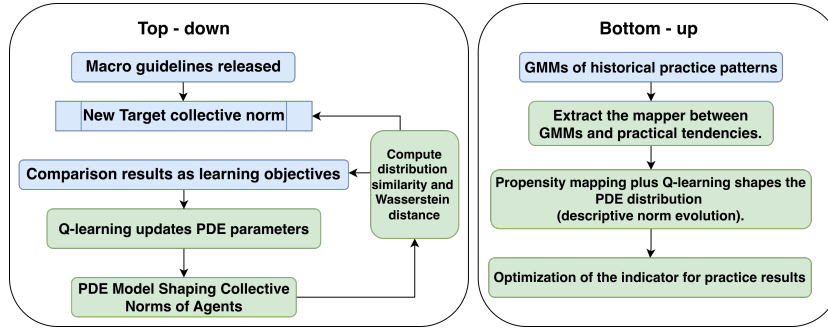 Top - down
Macro guidelines released
New Target collective norm
Compute
distribution
similarity and
Wasserstein
distance
Comparison results as learning objectives
Q-learning updates PDE parameters
PDE Model Shaping Collective
Norms of Agents
Bottom - up
GMMs of historical practice patterns
Extract the mapper between
GMMs and practical tendencies.
Propensity mapping plus Q-learning shapes the
PDE distribution
(descriptive norm evolution).
Optimization of the indicator for practice results